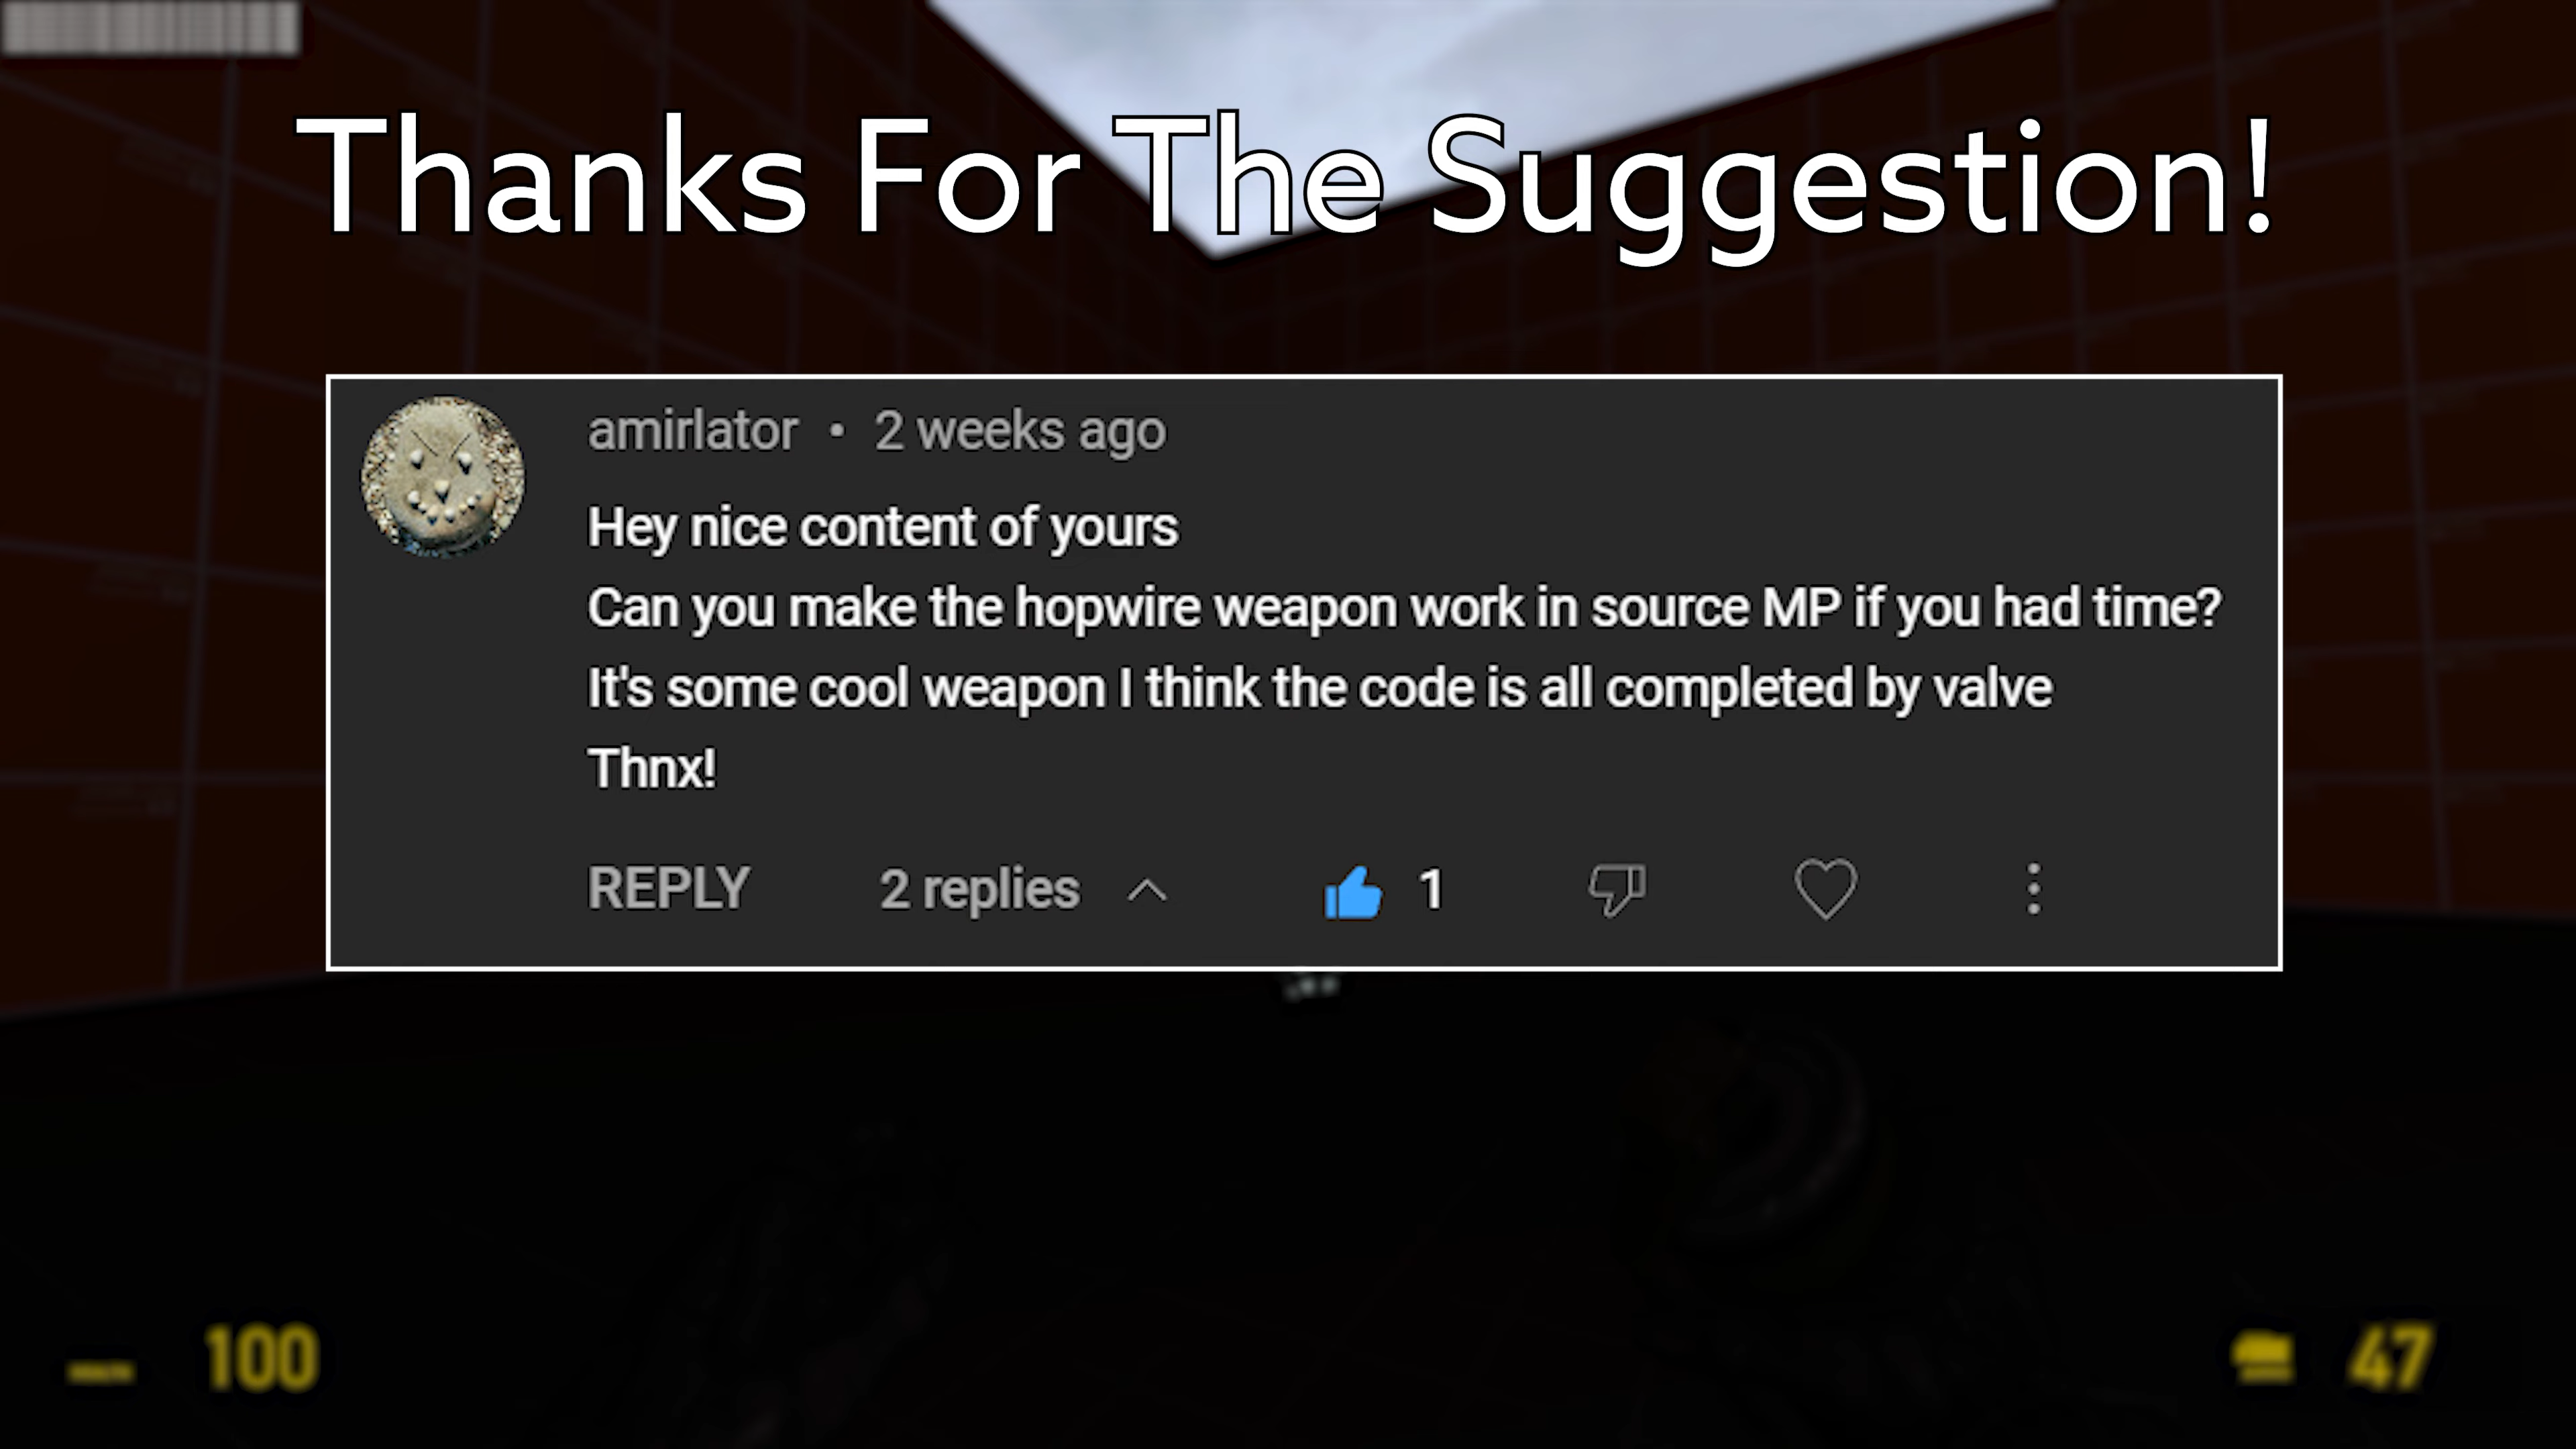 Thanks For The Suggestion!
amirlator • 2 weeks ago
Hey nice content of yours
Can you make the hopwire weapon work in source MP if you had time?
It's some cool weapon I think the code is all completed by valve
Thnx!
REPLY 2 replies 1
100 47